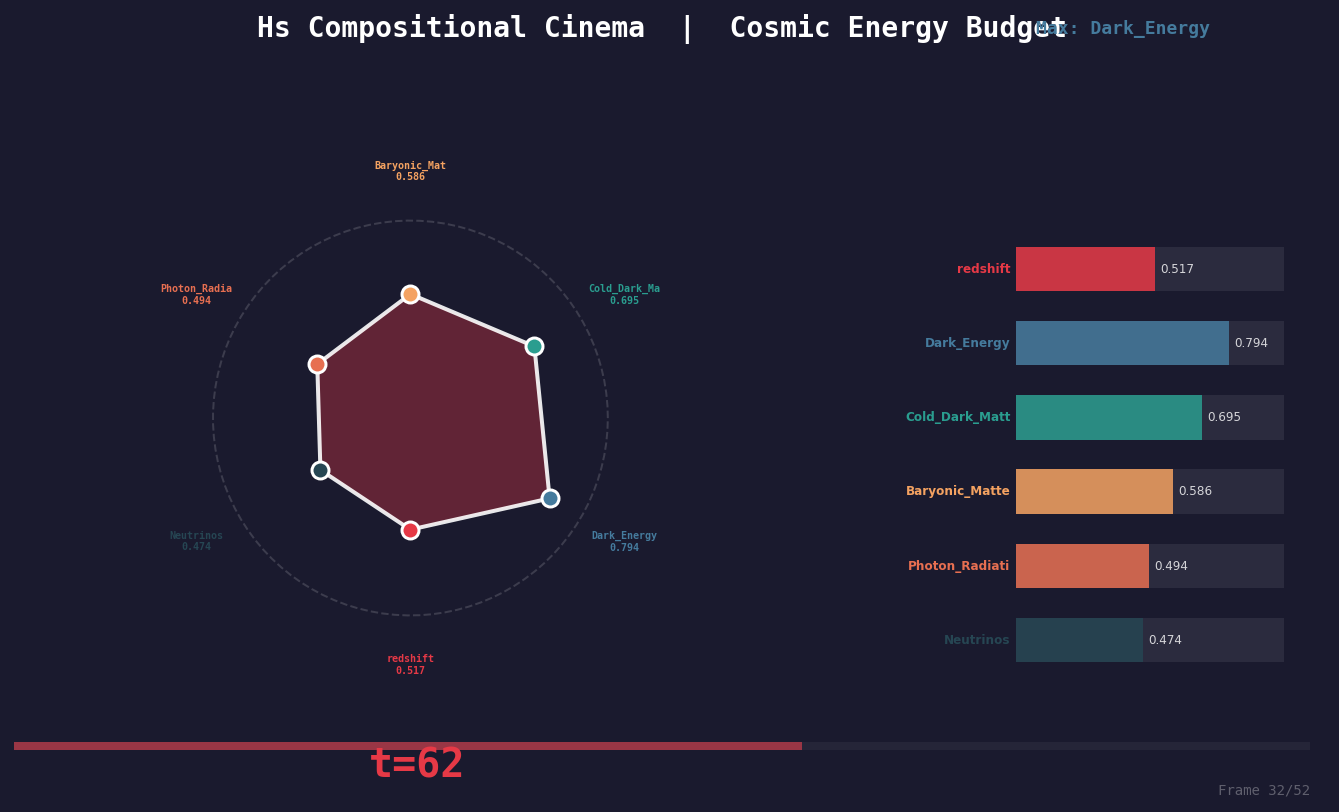 Hs Compositional Cinema | Cosmic Energy Budget
Max: Dark_Energy
Baryonic_Mat
0.586
Photon_Radia
0.494
Cold_Dark_Ma
0.695
Neutrinos
0.474
Dark_Energy
0.794
redshift
0.517
redshift 0.517
Dark_Energy 0.794
Cold_Dark_Matt 0.695
Baryonic_Matte 0.586
Photon_Radiati 0.494
Neutrinos 0.474
t=62
Frame 32/52